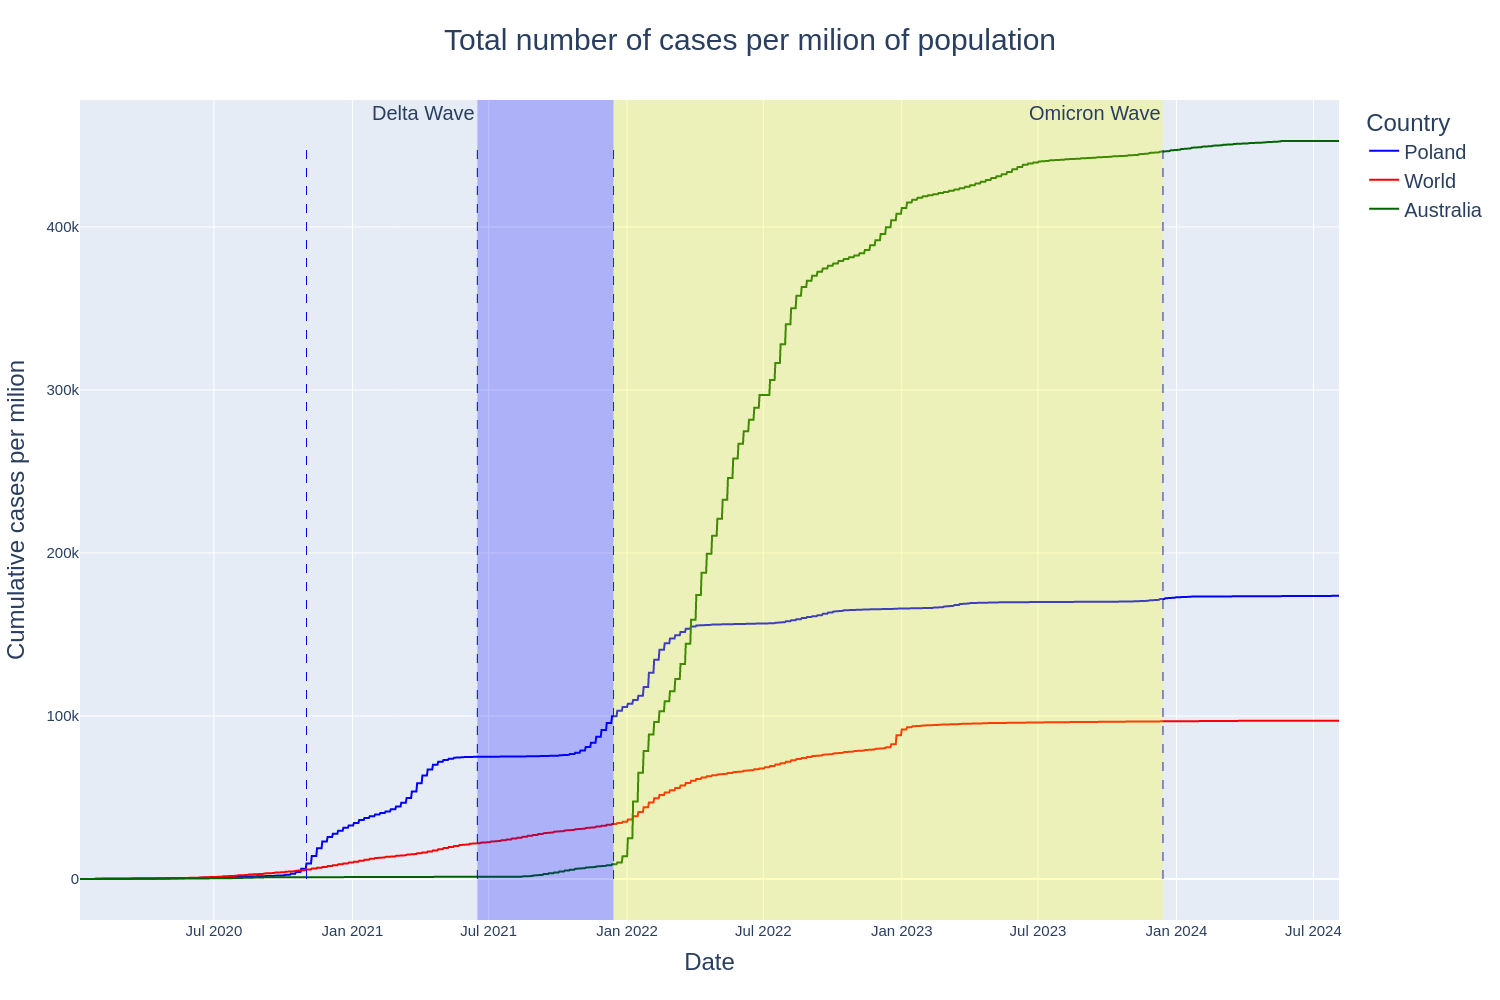 Total number of cases per milion of population
Delta Wave
Omicron Wave
Country
Poland
World
Australia
Cumulative cases per milion
400k
300k
200k
100k
0
Jul 2020
Jan 2021
Jul 2021
Jan 2022
Jul 2022
Jan 2023
Jul 2023
Jan 2024
Jul 2024
Date